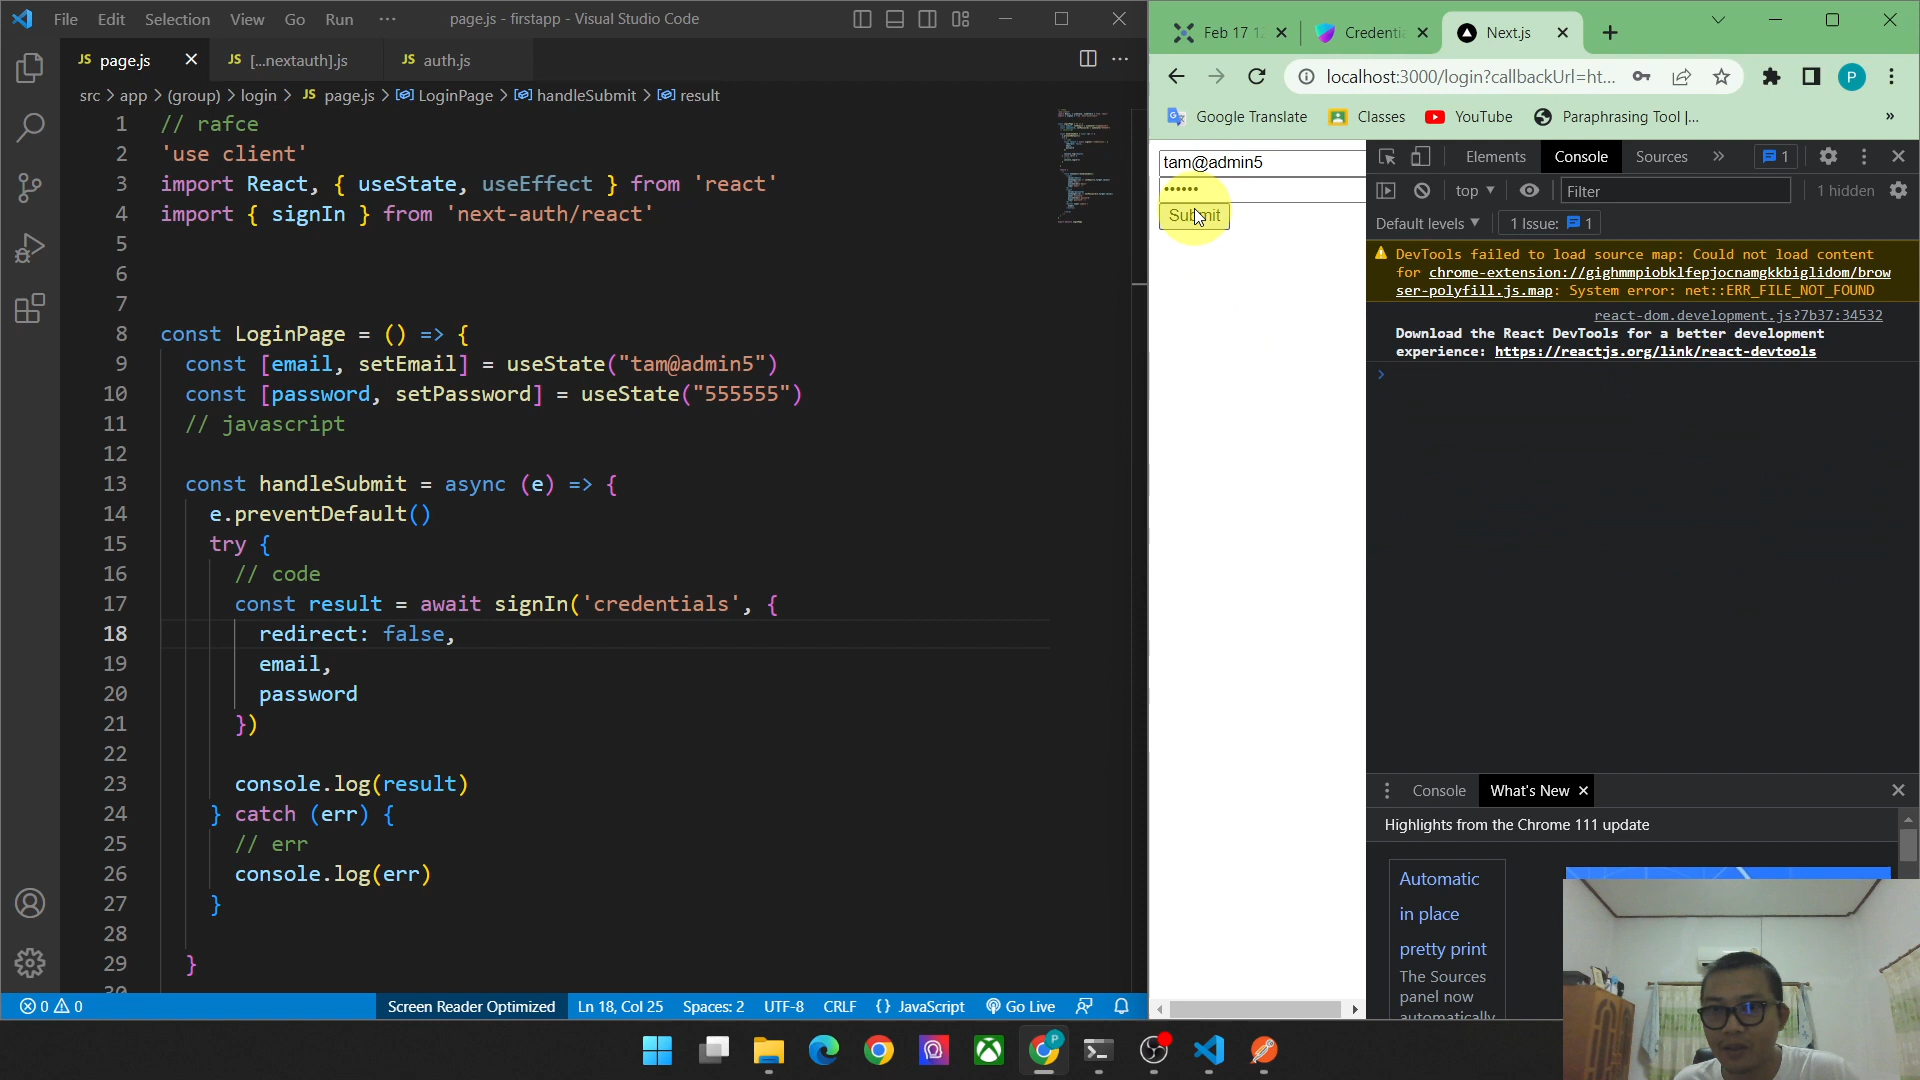 File Edit Selection View Go Run ···
page.js - firstapp - Visual Studio Code
JS page.js
JS [...nextauth].js
JS auth.js
src > app > (group) > login > JS page.js > LoginPage > handleSubmit > result
1 // rafce
2 'use client'
3 import React, { useState, useEffect } from 'react'
4 import { signIn } from 'next-auth/react'
5
6
7
8 const LoginPage = () => {
9 const [email, setEmail] = useState("tam@admin5")
10 const [password, setPassword] = useState("555555")
11 // javascript
12
13 const handleSubmit = async (e) => {
14 e.preventDefault()
15 try {
16 // code
17 const result = await signIn('credentials', {
18 redirect: false,
19 email,
20 password
21 })
22
23 console.log(result)
24 } catch (err) {
25 // err
26 console.log(err)
27 }
28
29 }
30
0 0
Screen Reader Optimized Ln 18, Col 25 Spaces: 2 UTF-8 CRLF {} JavaScript Go Live
Feb 17 12
Credentia
Next.js
localhost:3000/login?callbackUrl=ht...
P
Google Translate Classes YouTube Paraphrasing Tool |... »
tam@admin5
••••••
Submit
Elements Console Sources » 1
top Filter 1 hidden
Default levels 1 Issue: 1
DevTools failed to load source map: Could not load content
for chrome-extension://gighmmpiobklfepjocnamgkkbiglidom/brow
ser-polyfill.js.map: System error: net::ERR_FILE_NOT_FOUND
react-dom.development.js?7b37:34532
Download the React DevTools for a better development
experience: https://reactjs.org/link/react-devtools
Console What's New
Highlights from the Chrome 111 update
Automatic
in place
pretty print
The Sources
panel now
automatically
P